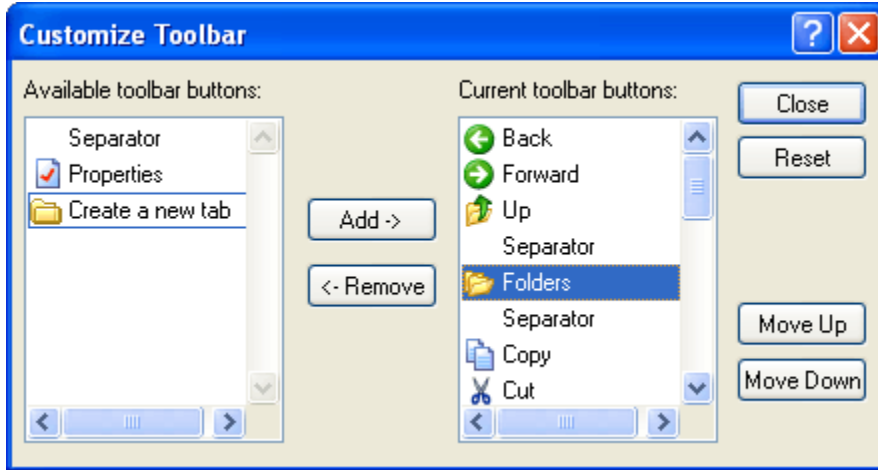 Customize Toolbar
Available toolbar buttons:
Separator
Properties
Create a new tab
Add ->
<- Remove
Current toolbar buttons:
Back
Forward
Up
Separator
Folders
Separator
Copy
Cut
Close
Reset
Move Up
Move Down